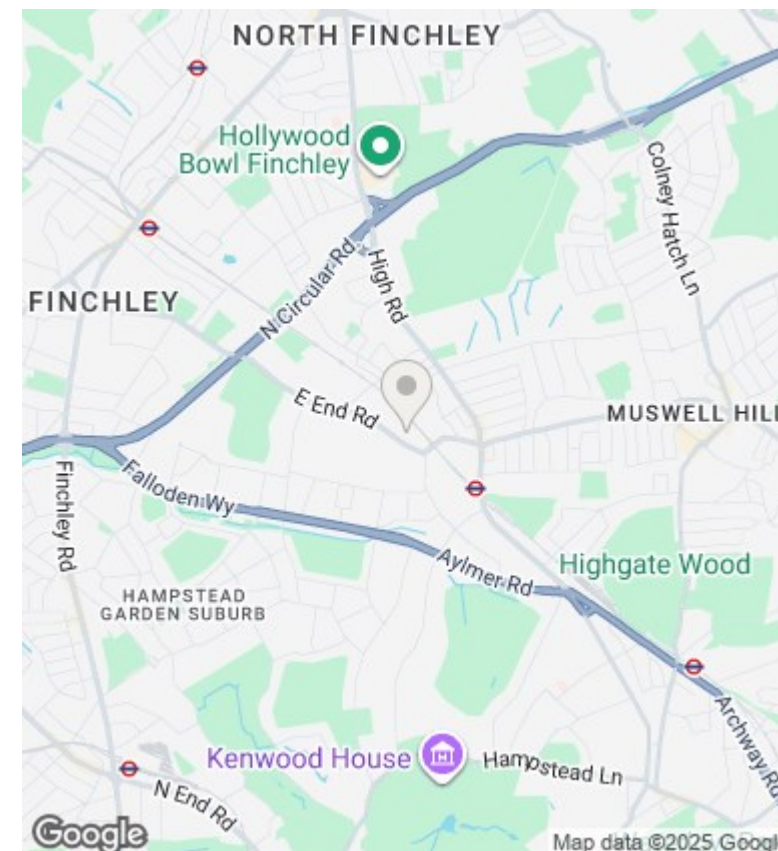 NORTH FINCHLEY
Hollywood
Bowl Finchley
Colney Hatch Ln
N Circular Rd
High Rd
FINCHLEY
E End Rd
MUSWELL HILL
Finchley Rd
Falloden Wy
Aylmer Rd
Highgate Wood
HAMPSTEAD
GARDEN SUBURB
Archway Rd
Kenwood House
Hampstead Ln
N End Rd
Google
Map data ©2025 Googl